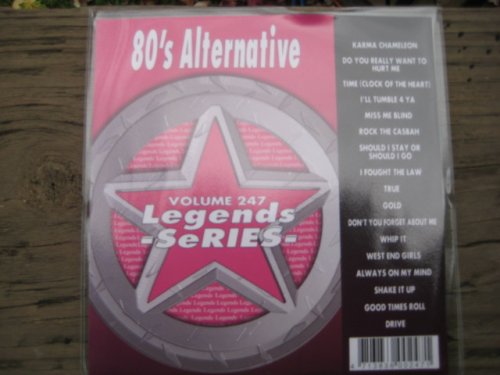 80's Alternative
VOLUME 247
Legends
-SeRIES-
KARMA CHAMELEON
DO YOU REALLY WANT TO
HURT ME
TIME (CLOCK OF THE HEART)
I'LL TUMBLE 4 YA
MISS ME BLIND
ROCK THE CASBAH
SHOULD I STAY OR
SHOULD I GO
I FOUGHT THE LAW
TRUE
GOLD
DON'T YOU FORGET ABOUT ME
WHIP IT
WEST END GIRLS
ALWAYS ON MY MIND
SHAKE IT UP
GOOD TIMES ROLL
DRIVE